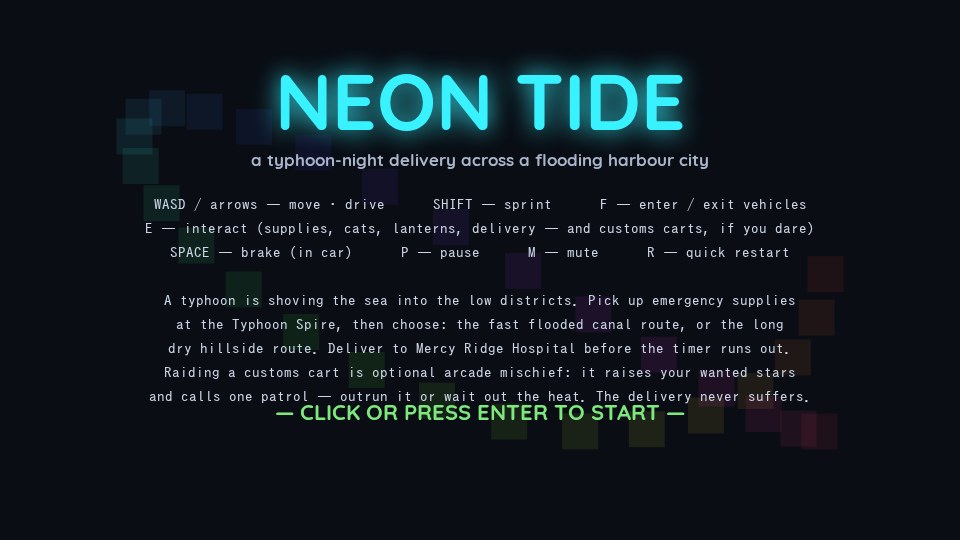 NEON TIDE
a typhoon-night delivery across a flooding harbour city
WASD / arrows — move · drive SHIFT — sprint F — enter / exit vehicles
E — interact (supplies, cats, lanterns, delivery — and customs carts, if you dare)
SPACE — brake (in car) P — pause M — mute R — quick restart
A typhoon is shoving the sea into the low districts. Pick up emergency supplies
at the Typhoon Spire, then choose: the fast flooded canal route, or the long
dry hillside route. Deliver to Mercy Ridge Hospital before the timer runs out.
Raiding a customs cart is optional arcade mischief: it raises your wanted stars
and calls one patrol — outrun it or wait out the heat. The delivery never suffers.
— CLICK OR PRESS ENTER TO START —